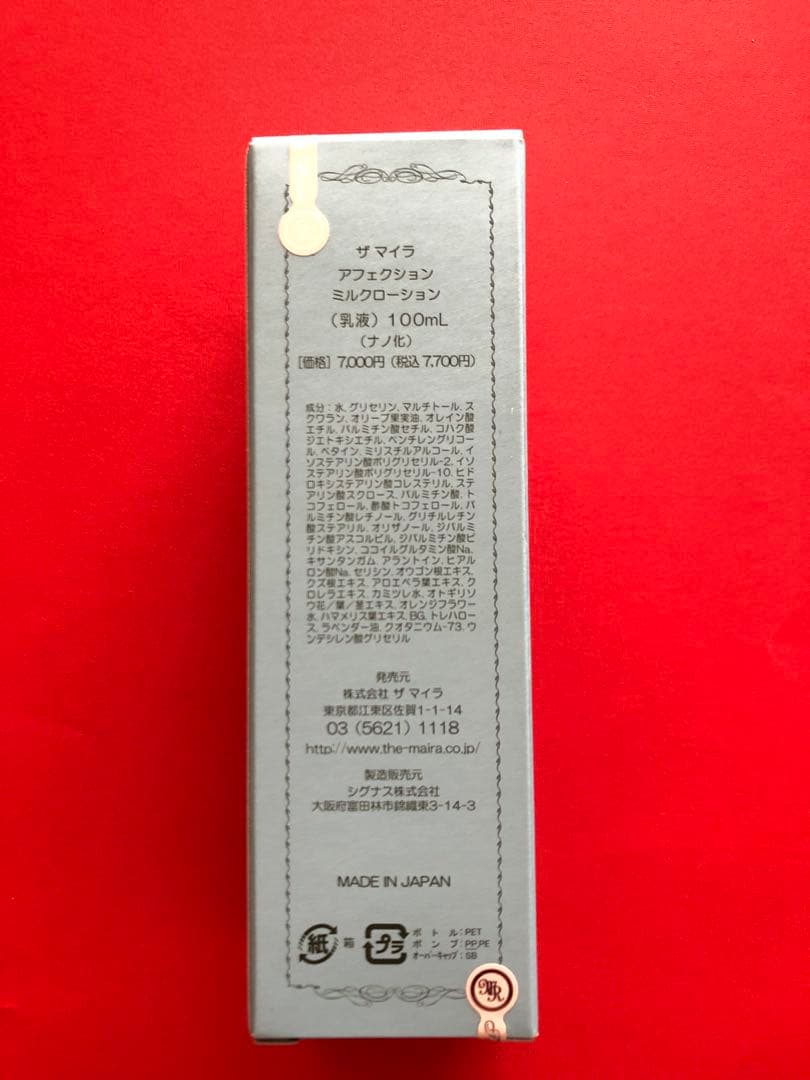 ザ マイラ
アフェクション
ミルクローション
（乳液）100mL
（ナノ化）
[価格] 7,000円（税込 7,700円）
成分：水、グリセリン、マルチトール、ス
クワラン、オリーブ果実油、オレイン酸
エチル、パルミチン酸セチル、コハク酸
ジエトキシエチル、ペンチレングリコー
ル、ベタイン、ミリスチルアルコール、イ
ソステアリン酸ポリグリセリル-2、イソ
ステアリン酸ポリグリセリル-10、ヒド
ロキシステアリン酸コレステリル、ステ
アリン酸スクロース、パルミチン酸、ト
コフェロール、酢酸トコフェロール、パ
ルミチン酸レチノール、グリチルレチン
酸ステアリル、オリザノール、ジパルミ
チン酸アスコルビル、ジパルミチン酸ピ
リドキシン、ココイルグルタミン酸Na、
キサンタンガム、アラントイン、ヒアル
ロン酸Na、セリシン、オウゴン根エキス、
クズ根エキス、アロエベラ葉エキス、ク
ロレラエキス、カミツレ水、オトギリソ
ウ花／葉／茎エキス、オレンジフラワー
水、ハマメリス葉エキス、BG、トレハロー
ス、ラベンダー油、クオタニウム-73、ウ
ンデシレン酸グリセリル
発売元
株式会社 ザ マイラ
東京都江東区佐賀1-1-14
03（5621）1118
http://www.the-maira.co.jp/
製造販売元
シグナス株式会社
大阪府富田林市錦織東3-14-3
MADE IN JAPAN
紙 箱 プラ ボトル：PET
ポンプ：PP,PE
オーバーキャップ：SB